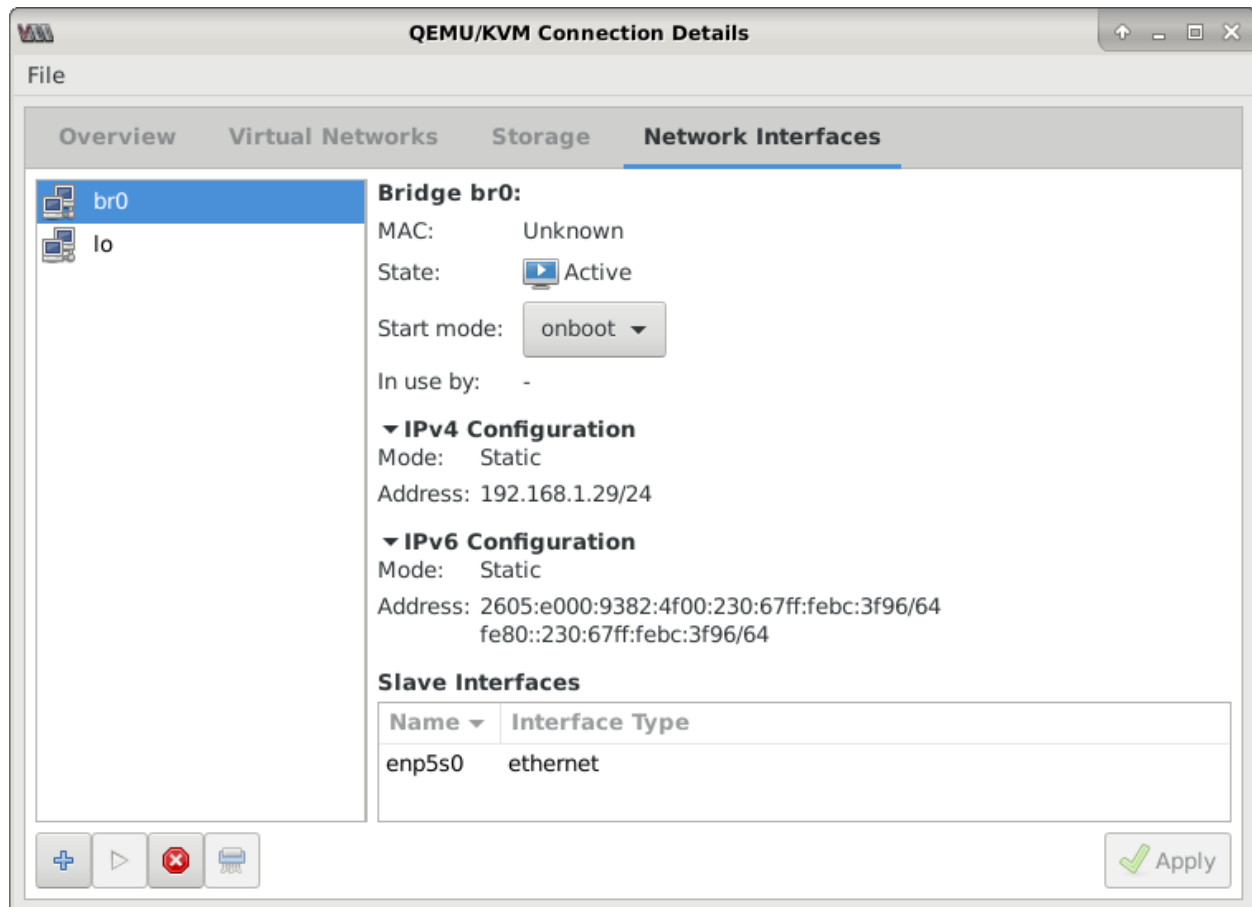 QEMU/KVM Connection Details
File
Overview Virtual Networks Storage Network Interfaces
br0
lo
Bridge br0:
MAC: Unknown
State: Active
Start mode: onboot
In use by: -
IPv4 Configuration
Mode: Static
Address: 192.168.1.29/24
IPv6 Configuration
Mode: Static
Address: 2605:e000:9382:4f00:230:67ff:febc:3f96/64
fe80::230:67ff:febc:3f96/64
Slave Interfaces
Name Interface Type
enp5s0 ethernet
Apply